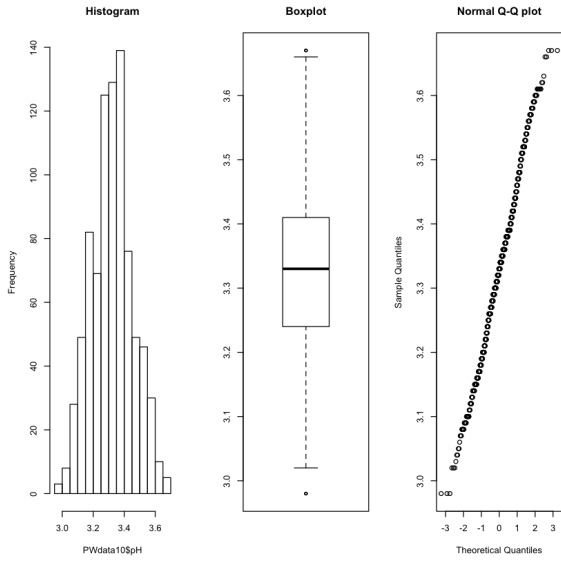 Histogram
Frequency
140
120
100
80
60
40
20
0
3.0 3.2 3.4 3.6
PWdata10$pH
Boxplot
3.6
3.5
3.4
3.3
3.2
3.1
3.0
Normal Q-Q plot
Sample Quantiles
3.6
3.5
3.4
3.3
3.2
3.1
3.0
-3 -2 -1 0 1 2 3
Theoretical Quantiles